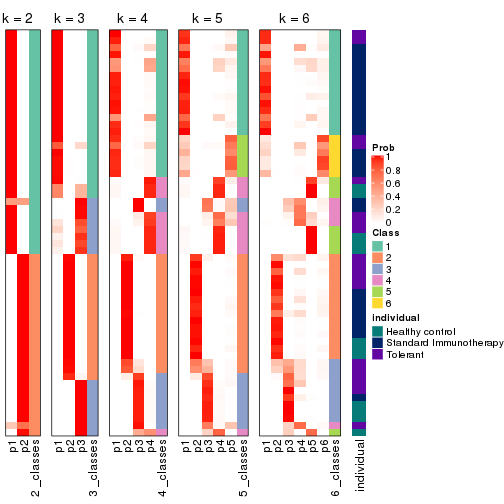 k = 2
k = 3
k = 4
k = 5
k = 6
Prob
1
0.8
0.6
0.4
0.2
0
Class
1
2
3
4
5
6
individual
Healthy control
Standard Immunotherapy
Tolerant
p1
p2
2_classes
p1
p2
p3
3_classes
p1
p2
p3
p4
4_classes
p1
p2
p3
p4
p5
5_classes
p1
p2
p3
p4
p5
p6
6_classes
individual